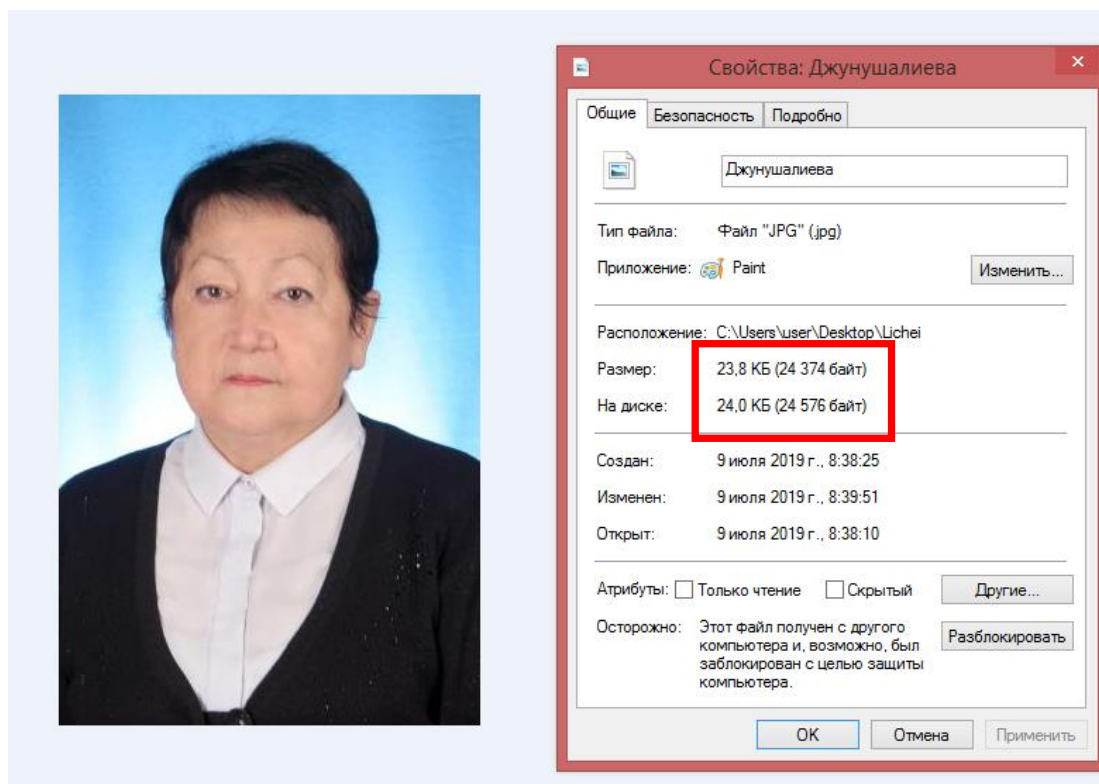 Свойства: Джунушалиева
Общие Безопасность Подробно
Джунушалиева
Тип файла: Файл "JPG" (.jpg)
Приложение: Paint Изменить...
Расположение: C:\Users\user\Desktop\Lichei
Размер: 23,8 КБ (24 374 байт)
На диске: 24,0 КБ (24 576 байт)
Создан: 9 июля 2019 г., 8:38:25
Изменен: 9 июля 2019 г., 8:39:51
Открыт: 9 июля 2019 г., 8:38:10
Атрибуты: Только чтение Скрытый Другие...
Осторожно: Этот файл получен с другого
компьютера и, возможно, был
заблокирован с целью защиты
компьютера.
Разблокировать
ОК Отмена Применить